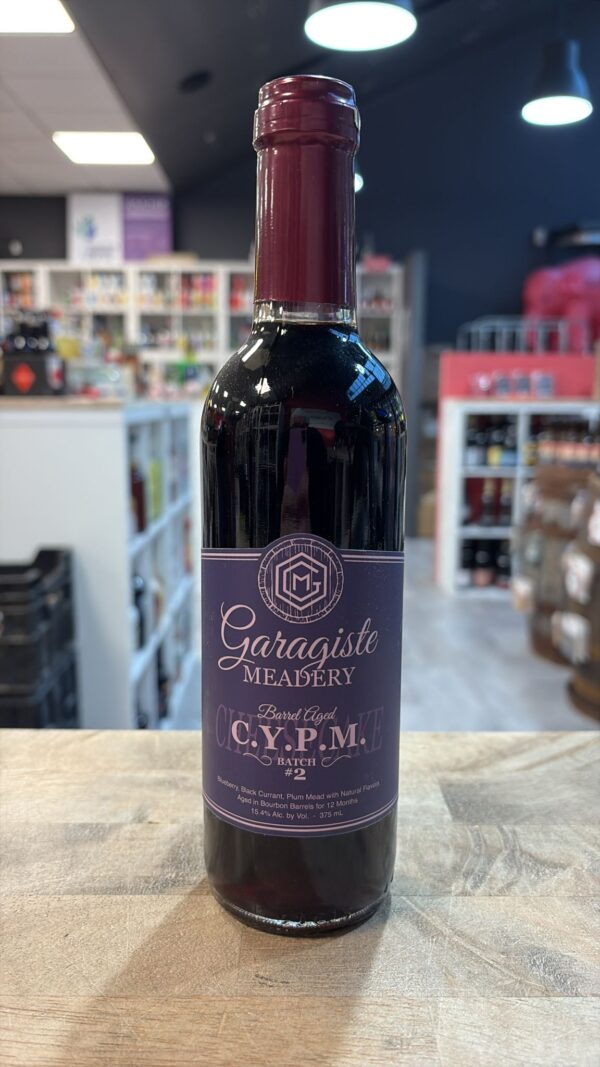 GM
Garagiste
MEADERY
Barrel Aged
CHEESECAKE
C.Y.P.M.
BATCH
#2
Blueberry, Black Currant, Plum Mead with Natural Flavors
Aged in Bourbon Barrels for 12 Months
15.4% Alc. by Vol. - 375 mL